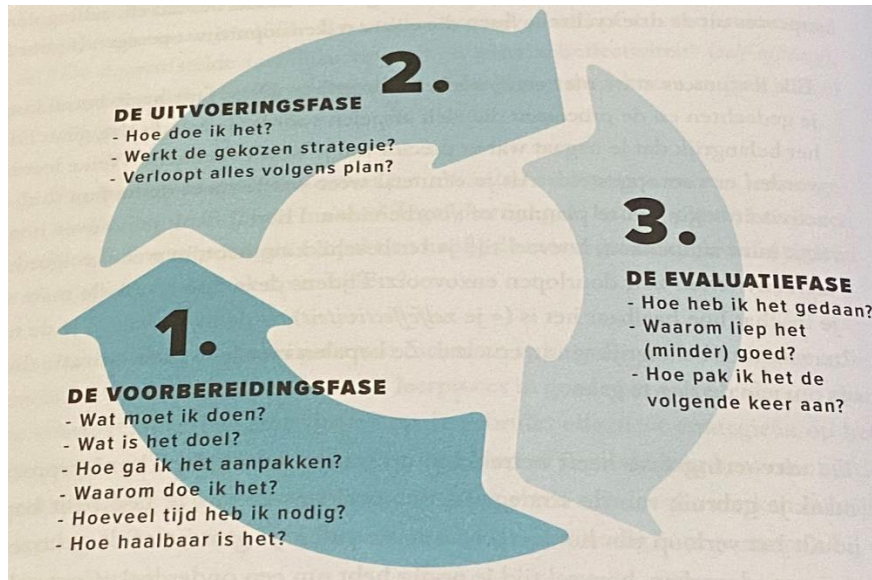 1.
DE VOORBEREIDINGSFASE
- Wat moet ik doen?
- Wat is het doel?
- Hoe ga ik het aanpakken?
- Waarom doe ik het?
- Hoeveel tijd heb ik nodig?
- Hoe haalbaar is het?
2.
DE UITVOERINGSFASE
- Hoe doe ik het?
- Werkt de gekozen strategie?
- Verloopt alles volgens plan?
3.
DE EVALUATIEFASE
- Hoe heb ik het gedaan?
- Waarom liep het
(minder) goed?
- Hoe pak ik het de
volgende keer aan?